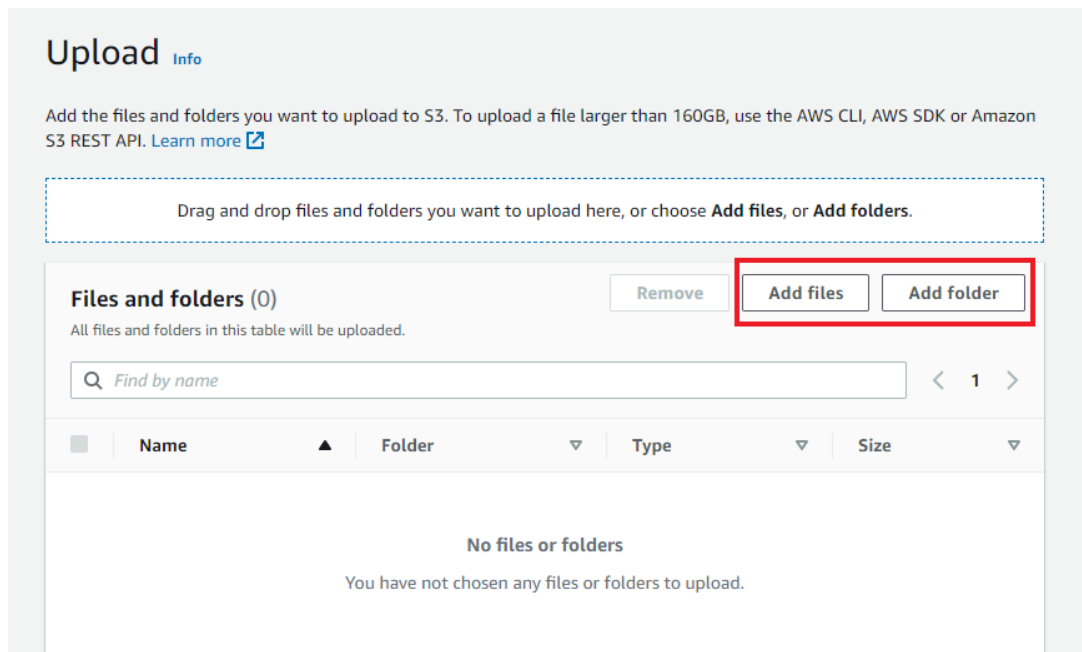 Upload Info
Add the files and folders you want to upload to S3. To upload a file larger than 160GB, use the AWS CLI, AWS SDK or Amazon
S3 REST API. Learn more
Drag and drop files and folders you want to upload here, or choose Add files, or Add folders.
Files and folders (0)
Remove
Add files
Add folder
All files and folders in this table will be uploaded.
Find by name
1
Name
Folder
Type
Size
No files or folders
You have not chosen any files or folders to upload.